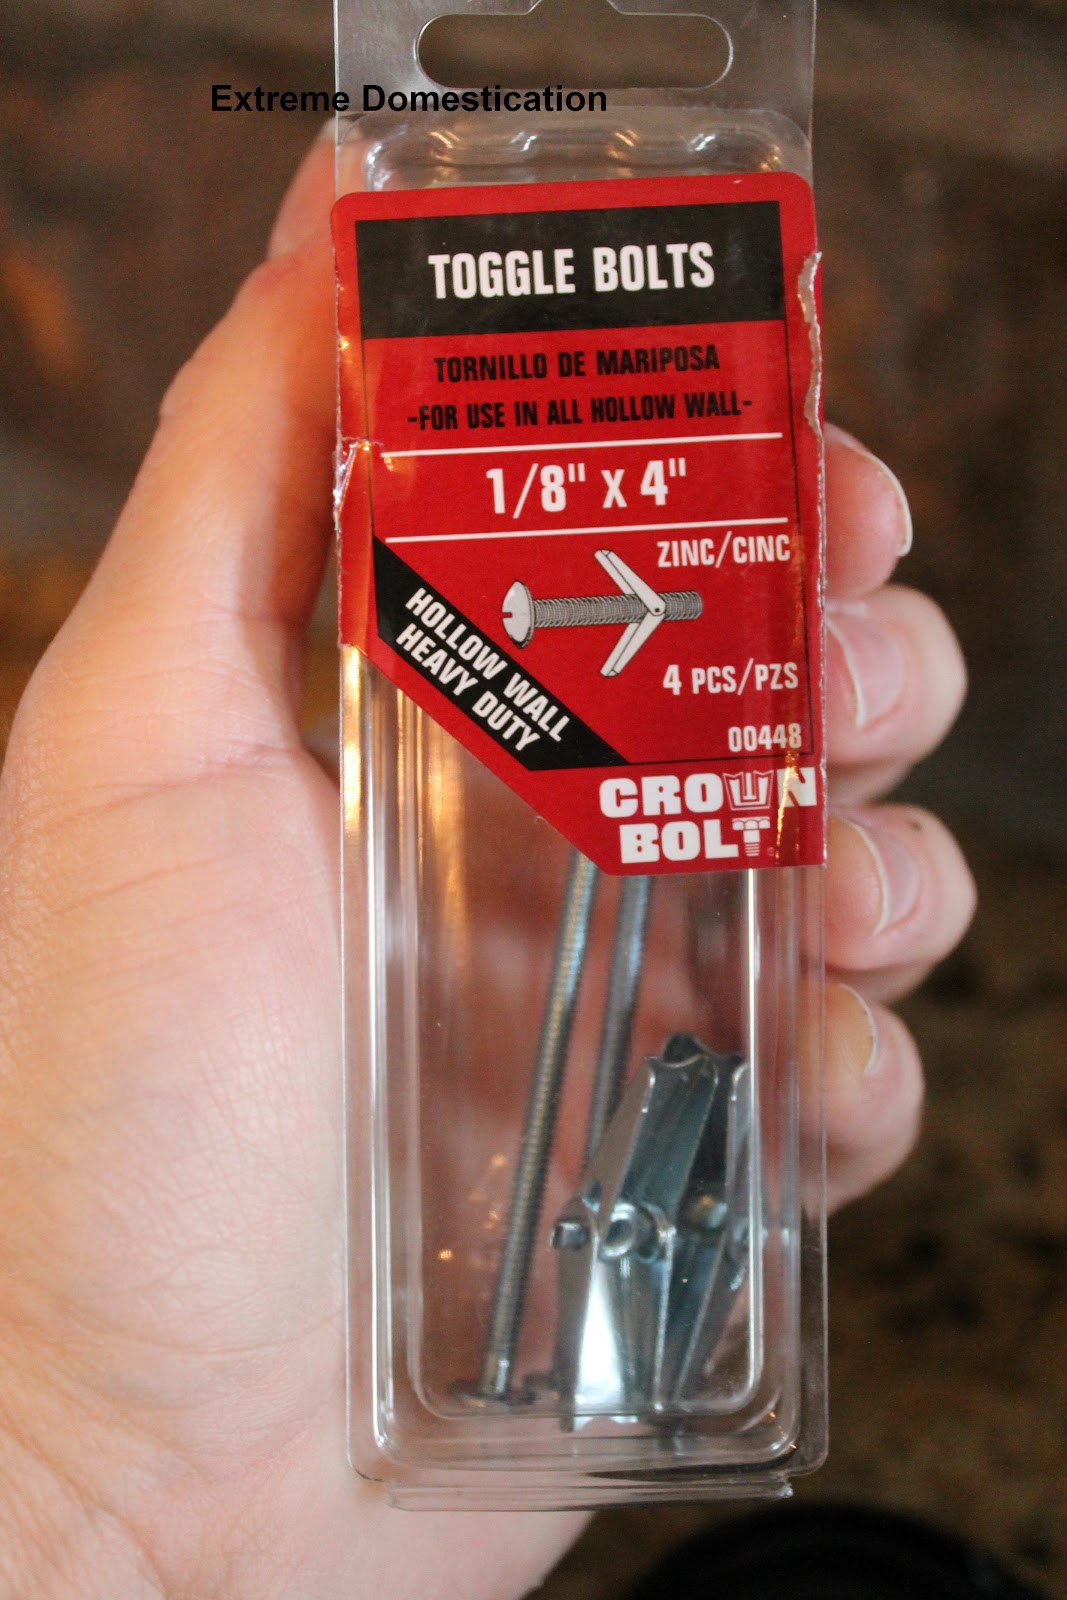 Extreme Domestication
TOGGLE BOLTS
TORNILLO DE MARIPOSA
-FOR USE IN ALL HOLLOW WALL-
1/8" X 4"
ZINC/CINC
HOLLOW WALL
HEAVY DUTY
4 PCS/PZS
00448
CROWN
BOLT